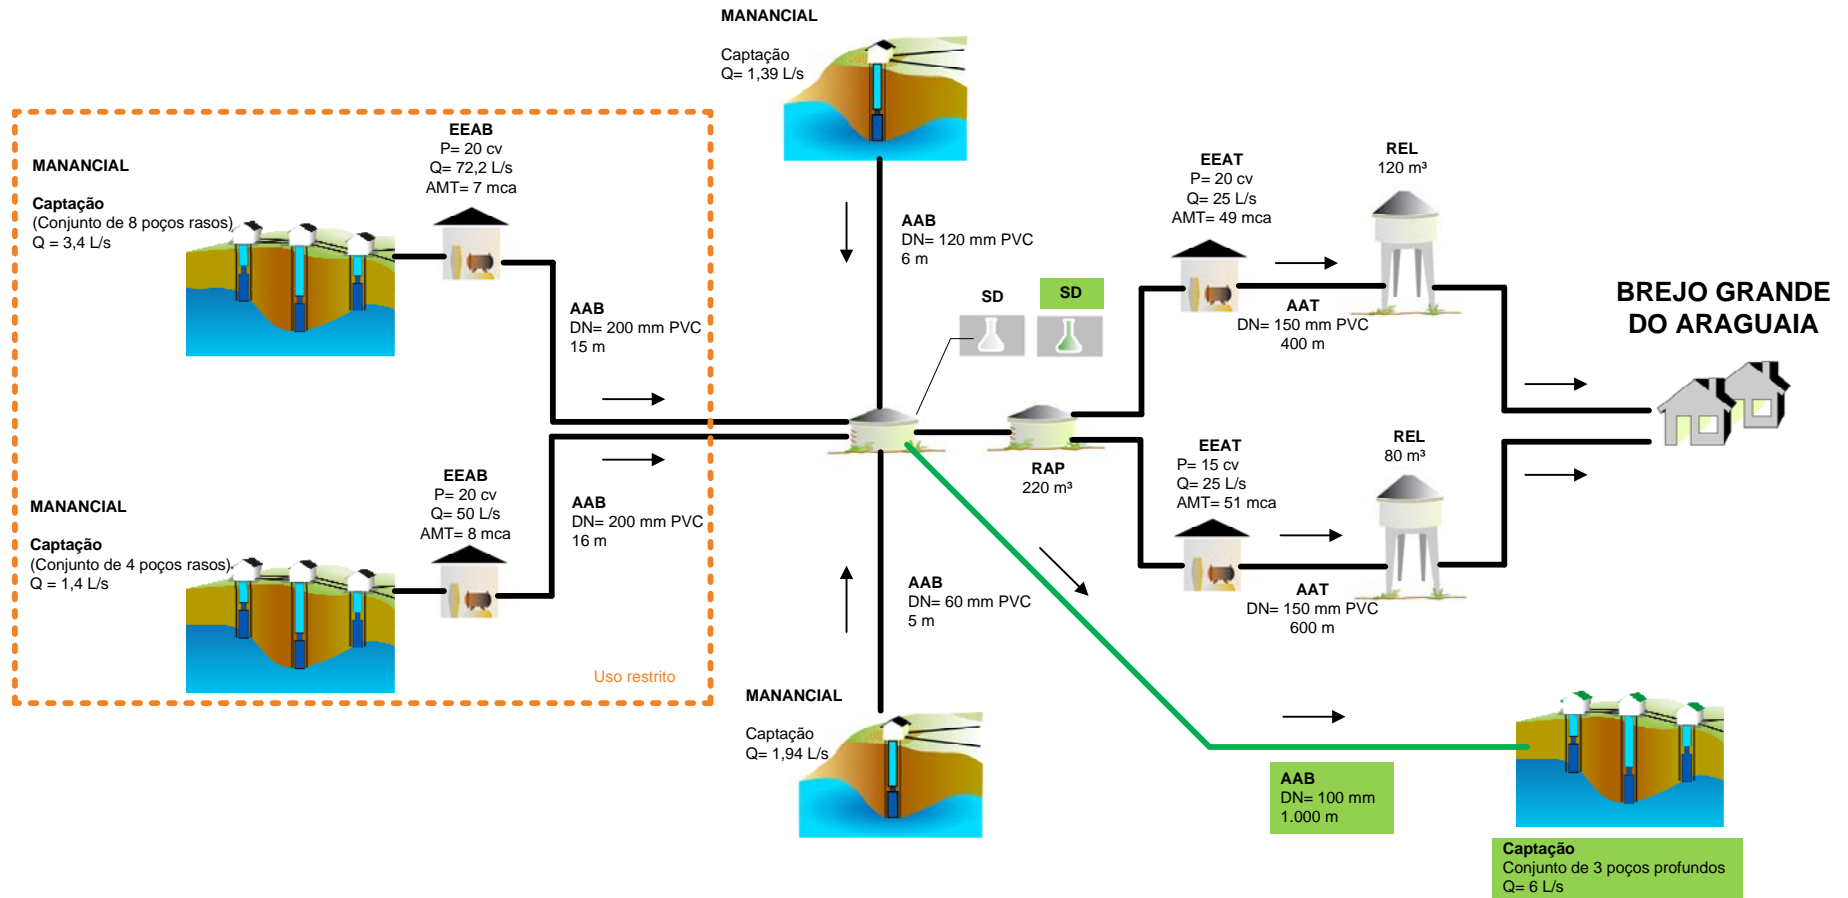 MANANCIAL
Captação
Q= 1,39 L/s
MANANCIAL
Captação
(Conjunto de 8 poços rasos)
Q = 3,4 L/s
EEAB
P= 20 cv
Q= 72,2 L/s
AMT= 7 mca
AAB
DN= 200 mm PVC
15 m
AAB
DN= 120 mm PVC
6 m
SD
SD
EEAT
P= 20 cv
Q= 25 L/s
AMT= 49 mca
REL
120 m³
AAT
DN= 150 mm PVC
400 m
BREJO GRANDE
DO ARAGUAIA
MANANCIAL
Captação
(Conjunto de 4 poços rasos)
Q = 1,4 L/s
EEAB
P= 20 cv
Q= 50 L/s
AMT= 8 mca
AAB
DN= 200 mm PVC
16 m
Uso restrito
RAP
220 m³
EEAT
P= 15 cv
Q= 25 L/s
AMT= 51 mca
REL
80 m³
AAT
DN= 150 mm PVC
600 m
AAB
DN= 60 mm PVC
5 m
MANANCIAL
Captação
Q= 1,94 L/s
AAB
DN= 100 mm
1.000 m
Captação
Conjunto de 3 poços profundos
Q= 6 L/s